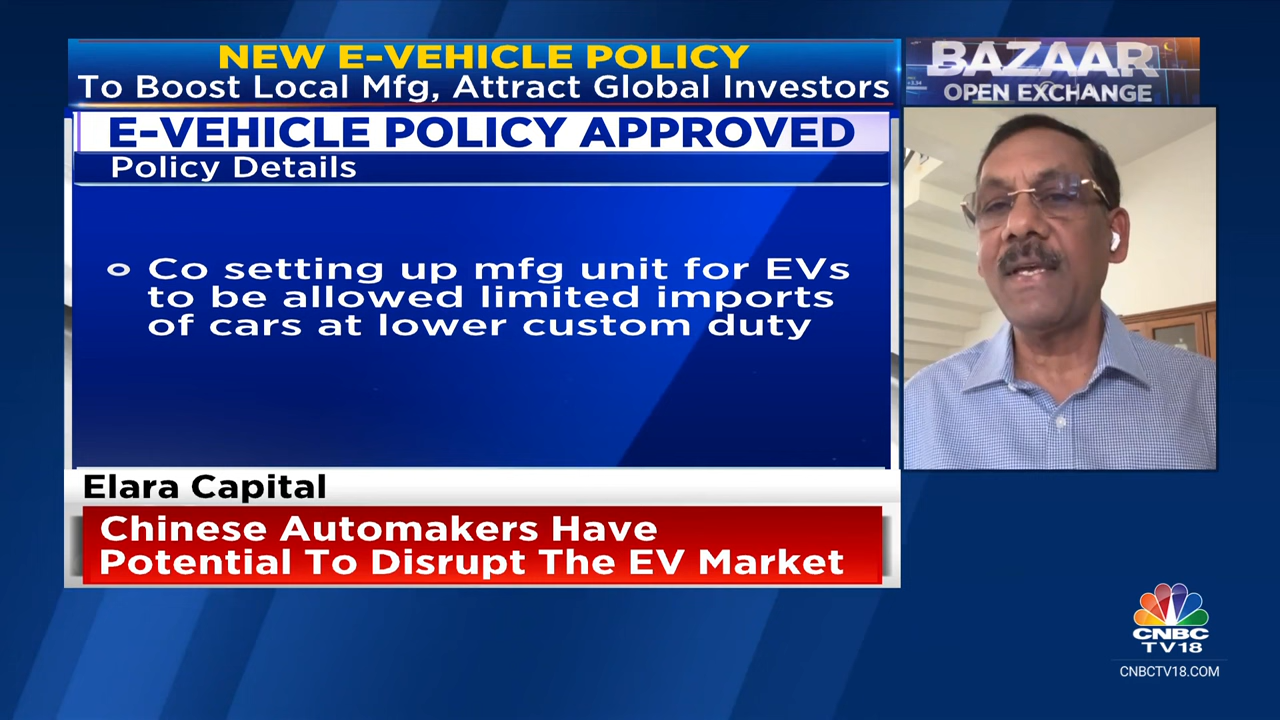 NEW E-VEHICLE POLICY
To Boost Local Mfg, Attract Global Investors
E-VEHICLE POLICY APPROVED
Policy Details
Co setting up mfg unit for EVs
to be allowed limited imports
of cars at lower custom duty
Elara Capital
Chinese Automakers Have
Potential To Disrupt The EV Market
BAZAAR
OPEN EXCHANGE
CNBC
TV18
CNBCTV18.COM